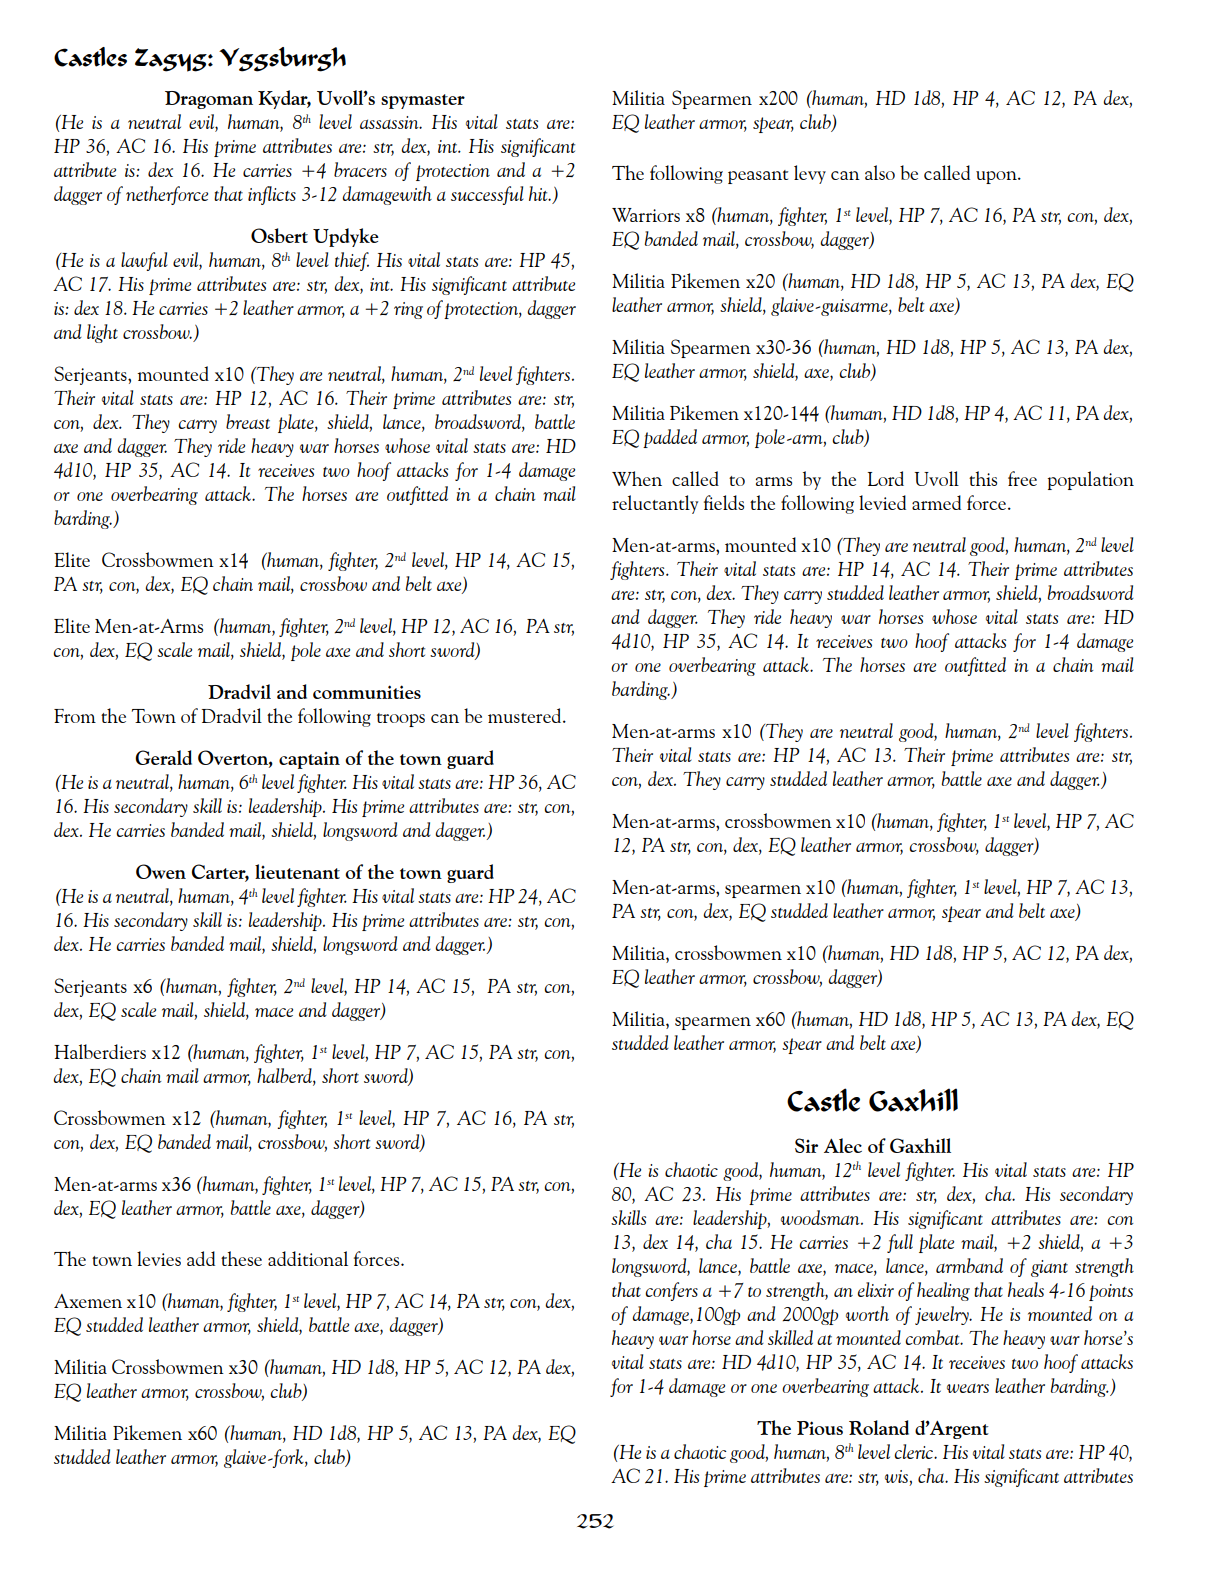 Castles Zagyg: Yggsburgh
Dragoman Kydar, Uvoll's spymaster
(He is a neutral evil, human, 8th level assassin. His vital stats are:
HP 36, AC 16. His prime attributes are: str, dex, int. His significant
attribute is: dex 16. He carries +4 bracers of protection and a +2
dagger of netherforce that inflicts 3-12 damagewith a successful hit.)
Osbert Updyke
(He is a lawful evil, human, 8th level thief. His vital stats are: HP 45,
AC 17. His prime attributes are: str, dex, int. His significant attribute
is: dex 18. He carries +2 leather armor, a +2 ring of protection, dagger
and light crossbow.)
Serjeants, mounted x10 (They are neutral, human, 2nd level fighters.
Their vital stats are: HP 12, AC 16. Their prime attributes are: str,
con, dex. They carry breast plate, shield, lance, broadsword, battle
axe and dagger. They ride heavy war horses whose vital stats are: HD
4d10, HP 35, AC 14. It receives two hoof attacks for 1-4 damage
or one overbearing attack. The horses are outfitted in a chain mail
barding.)
Elite Crossbowmen x14 (human, fighter, 2nd level, HP 14, AC 15,
PA str, con, dex, EQ chain mail, crossbow and belt axe)
Elite Men-at-Arms (human, fighter, 2nd level, HP 12, AC 16, PA str,
con, dex, EQ scale mail, shield, pole axe and short sword)
Dradvil and communities
From the Town of Dradvil the following troops can be mustered.
Gerald Overton, captain of the town guard
(He is a neutral, human, 6th level fighter. His vital stats are: HP 36, AC
16. His secondary skill is: leadership. His prime attributes are: str, con,
dex. He carries banded mail, shield, longsword and dagger.)
Owen Carter, lieutenant of the town guard
(He is a neutral, human, 4th level fighter. His vital stats are: HP 24, AC
16. His secondary skill is: leadership. His prime attributes are: str, con,
dex. He carries banded mail, shield, longsword and dagger.)
Serjeants x6 (human, fighter, 2nd level, HP 14, AC 15, PA str, con,
dex, EQ scale mail, shield, mace and dagger)
Halberdiers x12 (human, fighter, 1st level, HP 7, AC 15, PA str, con,
dex, EQ chain mail armor, halberd, short sword)
Crossbowmen x12 (human, fighter, 1st level, HP 7, AC 16, PA str,
con, dex, EQ banded mail, crossbow, short sword)
Men-at-arms x36 (human, fighter, 1st level, HP 7, AC 15, PA str, con,
dex, EQ leather armor, battle axe, dagger)
The town levies add these additional forces.
Axemen x10 (human, fighter, 1st level, HP 7, AC 14, PA str, con, dex,
EQ studded leather armor, shield, battle axe, dagger)
Militia Crossbowmen x30 (human, HD 1d8, HP 5, AC 12, PA dex,
EQ leather armor, crossbow, club)
Militia Pikemen x60 (human, HD 1d8, HP 5, AC 13, PA dex, EQ
studded leather armor, glaive-fork, club)
Militia Spearmen x200 (human, HD 1d8, HP 4, AC 12, PA dex,
EQ leather armor, spear, club)
The following peasant levy can also be called upon.
Warriors x8 (human, fighter, 1st level, HP 7, AC 16, PA str, con, dex,
EQ banded mail, crossbow, dagger)
Militia Pikemen x20 (human, HD 1d8, HP 5, AC 13, PA dex, EQ
leather armor, shield, glaive-guisarme, belt axe)
Militia Spearmen x30-36 (human, HD 1d8, HP 5, AC 13, PA dex,
EQ leather armor, shield, axe, club)
Militia Pikemen x120-144 (human, HD 1d8, HP 4, AC 11, PA dex,
EQ padded armor, pole-arm, club)
When called to arms by the Lord Uvoll this free population
reluctantly fields the following levied armed force.
Men-at-arms, mounted x10 (They are neutral good, human, 2nd level
fighters. Their vital stats are: HP 14, AC 14. Their prime attributes
are: str, con, dex. They carry studded leather armor, shield, broadsword
and dagger. They ride heavy war horses whose vital stats are: HD
4d10, HP 35, AC 14. It receives two hoof attacks for 1-4 damage
or one overbearing attack. The horses are outfitted in a chain mail
barding.)
Men-at-arms x10 (They are neutral good, human, 2nd level fighters.
Their vital stats are: HP 14, AC 13. Their prime attributes are: str,
con, dex. They carry studded leather armor, battle axe and dagger.)
Men-at-arms, crossbowmen x10 (human, fighter, 1st level, HP 7, AC
12, PA str, con, dex, EQ leather armor, crossbow, dagger)
Men-at-arms, spearmen x10 (human, fighter, 1st level, HP 7, AC 13,
PA str, con, dex, EQ studded leather armor, spear and belt axe)
Militia, crossbowmen x10 (human, HD 1d8, HP 5, AC 12, PA dex,
EQ leather armor, crossbow, dagger)
Militia, spearmen x60 (human, HD 1d8, HP 5, AC 13, PA dex, EQ
studded leather armor, spear and belt axe)
Castle Gaxhill
Sir Alec of Gaxhill
(He is chaotic good, human, 12th level fighter. His vital stats are: HP
80, AC 23. His prime attributes are: str, dex, cha. His secondary
skills are: leadership, woodsman. His significant attributes are: con
13, dex 14, cha 15. He carries +2 full plate mail, +2 shield, a +3
longsword, lance, battle axe, mace, lance, armband of giant strength
that confers a +7 to strength, an elixir of healing that heals 4-16 points
of damage,100gp and 2000gp worth of jewelry. He is mounted on a
heavy war horse and skilled at mounted combat. The heavy war horse's
vital stats are: HD 4d10, HP 35, AC 14. It receives two hoof attacks
for 1-4 damage or one overbearing attack. It wears leather barding.)
The Pious Roland d'Argent
(He is a chaotic good, human, 8th level cleric. His vital stats are: HP 40,
AC 21. His prime attributes are: str, wis, cha. His significant attributes
252